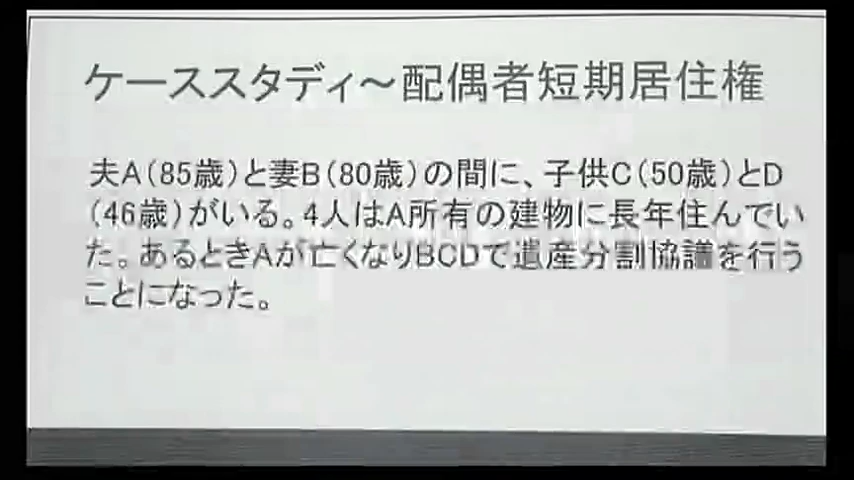 ケーススタディ～配偶者短期居住権
夫A（85歳）と妻B（80歳）の間に、子供C（50歳）とD
（46歳）がいる。4人はA所有の建物に長年住んでい
た。あるときAが亡くなりBCDで遺産分割協議を行う
ことになった。